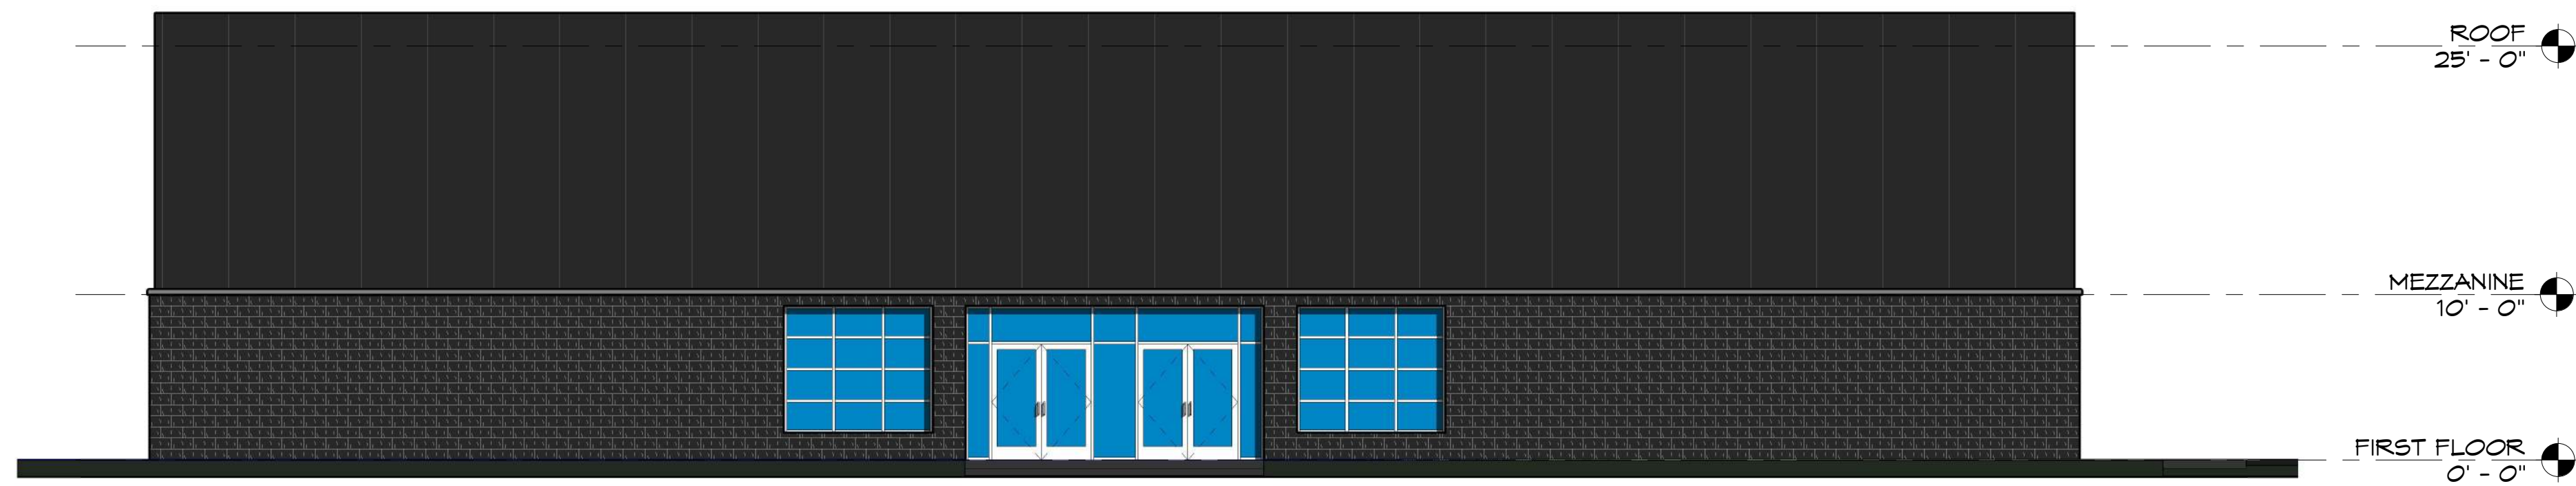 ROOF
25' - 0"
MEZZANINE
10' - 0"
FIRST FLOOR
0' - 0"